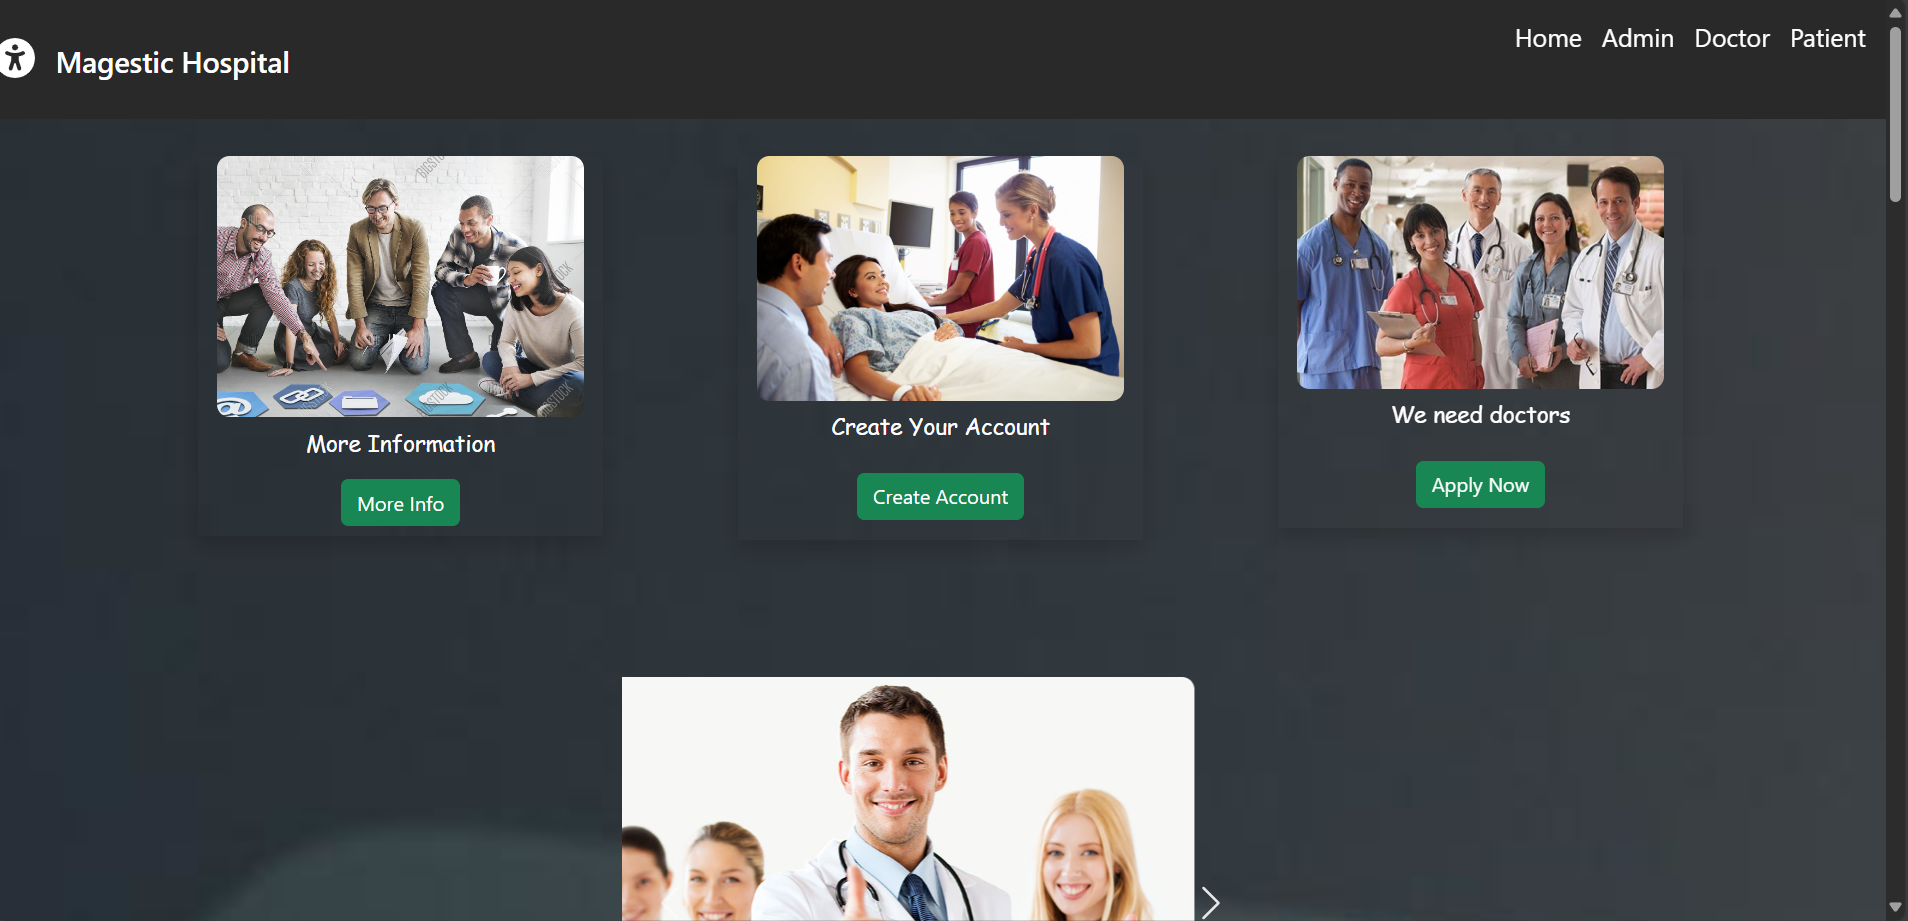 Magestic Hospital
Home Admin Doctor Patient
BIGSTOCK
More Information
More Info
Create Your Account
Create Account
We need doctors
Apply Now